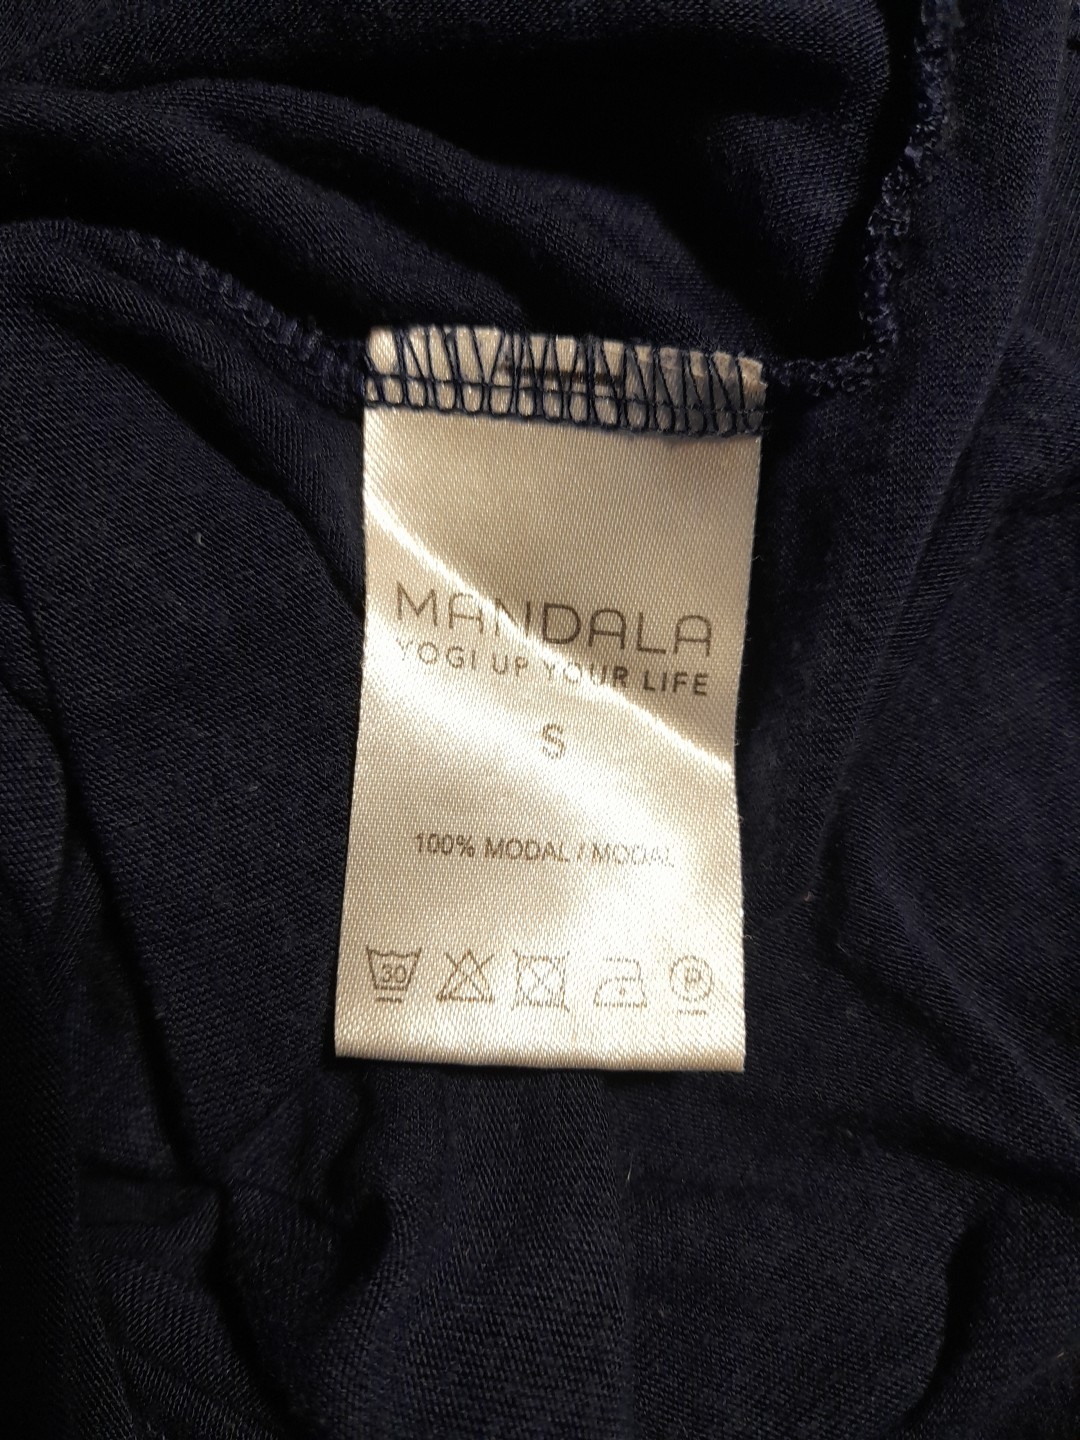 MANDALA
YOGI UP YOUR LIFE
S
100% MODAL / MODAL
30 P